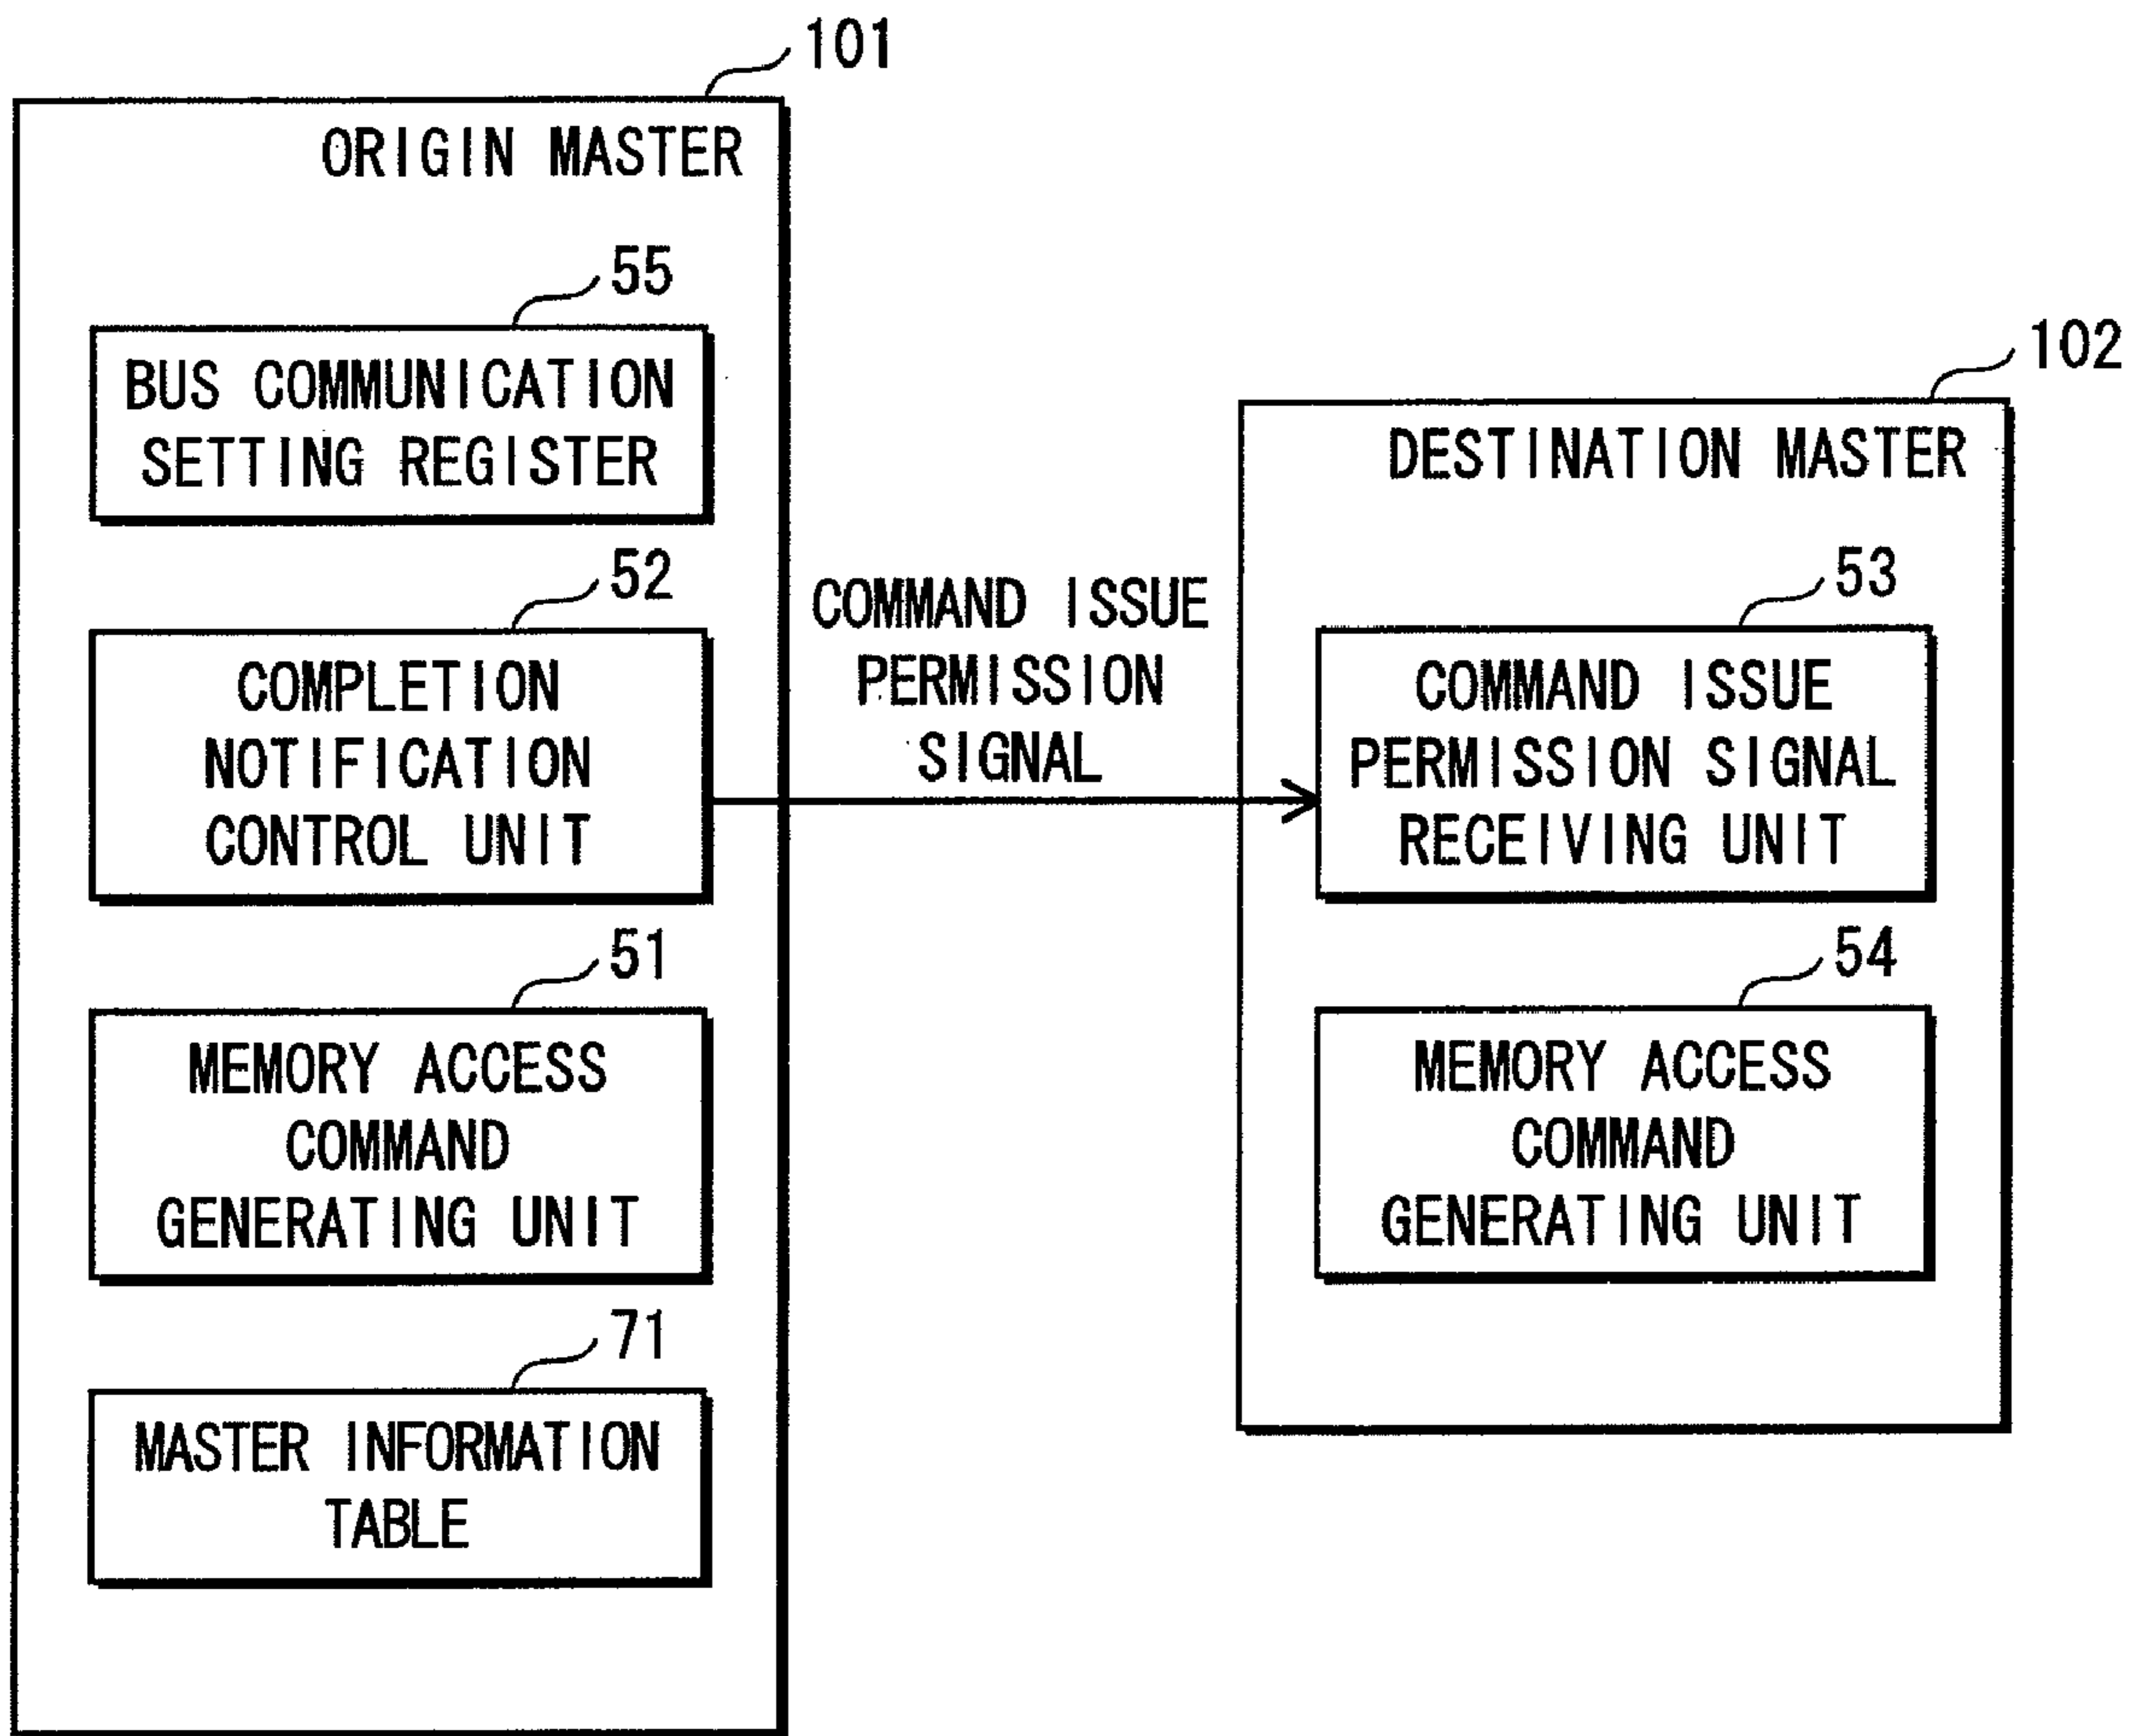 101
ORIGIN MASTER
55
BUS COMMUNICATION
SETTING REGISTER
52
COMPLETION
NOTIFICATION
CONTROL UNIT
51
MEMORY ACCESS
COMMAND
GENERATING UNIT
71
MASTER INFORMATION
TABLE
COMMAND ISSUE
PERMISSION
SIGNAL
102
DESTINATION MASTER
53
COMMAND ISSUE
PERMISSION SIGNAL
RECEIVING UNIT
54
MEMORY ACCESS
COMMAND
GENERATING UNIT